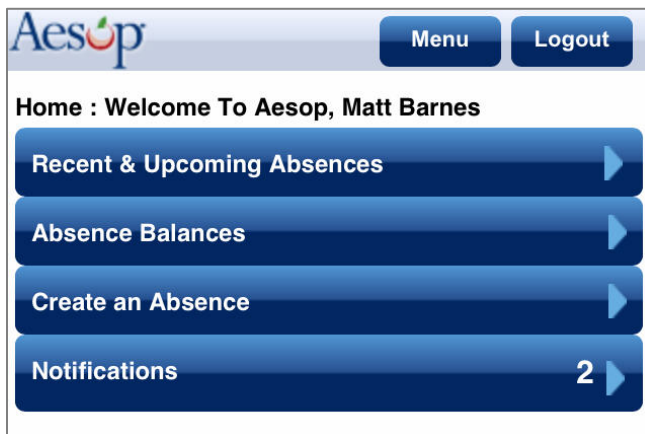 Aesop
Menu
Logout
Home : Welcome To Aesop, Matt Barnes
Recent & Upcoming Absences
Absence Balances
Create an Absence
Notifications 2